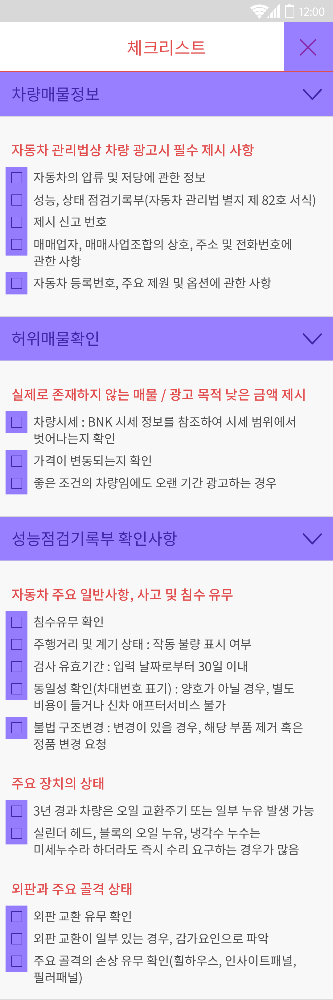 12:00
체크리스트
차량매물정보
자동차 관리법상 차량 광고시 필수 제시 사항
자동차의 압류 및 저당에 관한 정보
성능, 상태 점검기록부(자동차 관리법 별지 제 82호 서식)
제시 신고 번호
매매업자, 매매사업조합의 상호, 주소 및 전화번호에
관한 사항
자동차 등록번호, 주요 제원 및 옵션에 관한 사항
허위매물확인
실제로 존재하지 않는 매물 / 광고 목적 낮은 금액 제시
차량시세 : BNK 시세 정보를 참조하여 시세 범위에서
벗어나는지 확인
가격이 변동되는지 확인
좋은 조건의 차량임에도 오랜 기간 광고하는 경우
성능점검기록부 확인사항
자동차 주요 일반사항, 사고 및 침수 유무
침수유무 확인
주행거리 및 계기 상태 : 작동 불량 표시 여부
검사 유효기간 : 입력 날짜로부터 30일 이내
동일성 확인(차대번호 표기) : 양호가 아닐 경우, 별도
비용이 들거나 신차 애프터서비스 불가
불법 구조변경 : 변경이 있을 경우, 해당 부품 제거 혹은
정품 변경 요청
주요 장치의 상태
3년 경과 차량은 오일 교환주기 또는 일부 누유 발생 가능
실린더 헤드, 블록의 오일 누유, 냉각수 누수는
미세누수라 하더라도 즉시 수리 요구하는 경우가 많음
외판과 주요 골격 상태
외판 교환 유무 확인
외판 교환이 일부 있는 경우, 감가요인으로 파악
주요 골격의 손상 유무 확인(휠하우스, 인사이트패널,
필러패널)